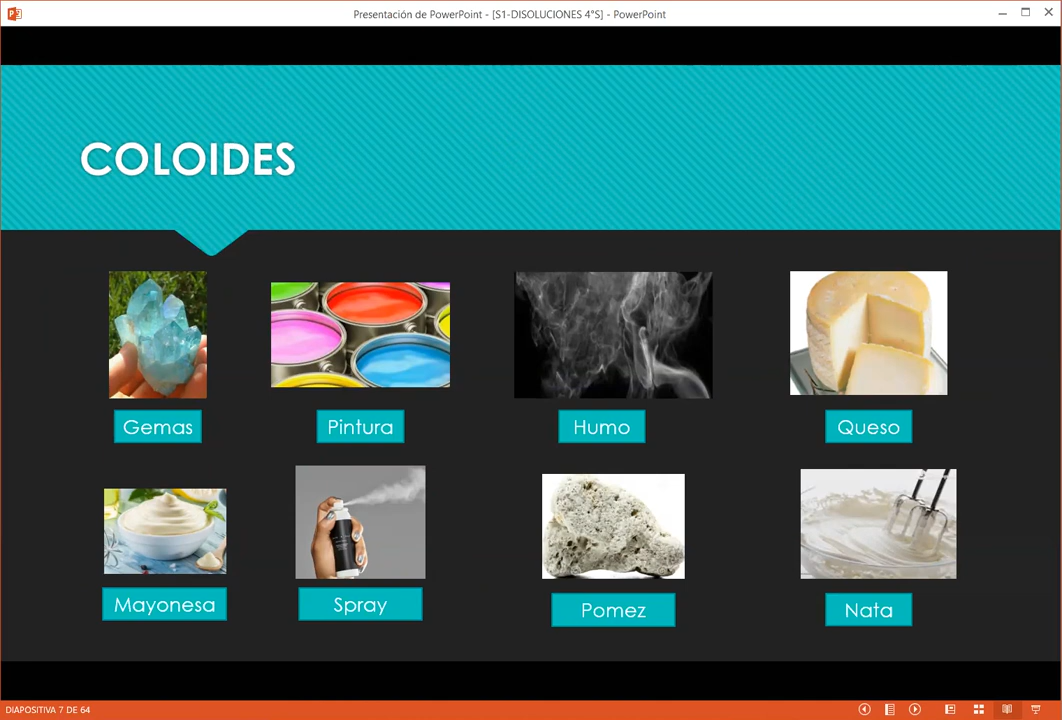 Presentación de PowerPoint - [S1-DISOLUCIONES 4°S] - PowerPoint
COLOIDES
Gemas
Pintura
Humo
Queso
Mayonesa
Spray
Pomez
Nata
DIAPOSITIVA 7 DE 64